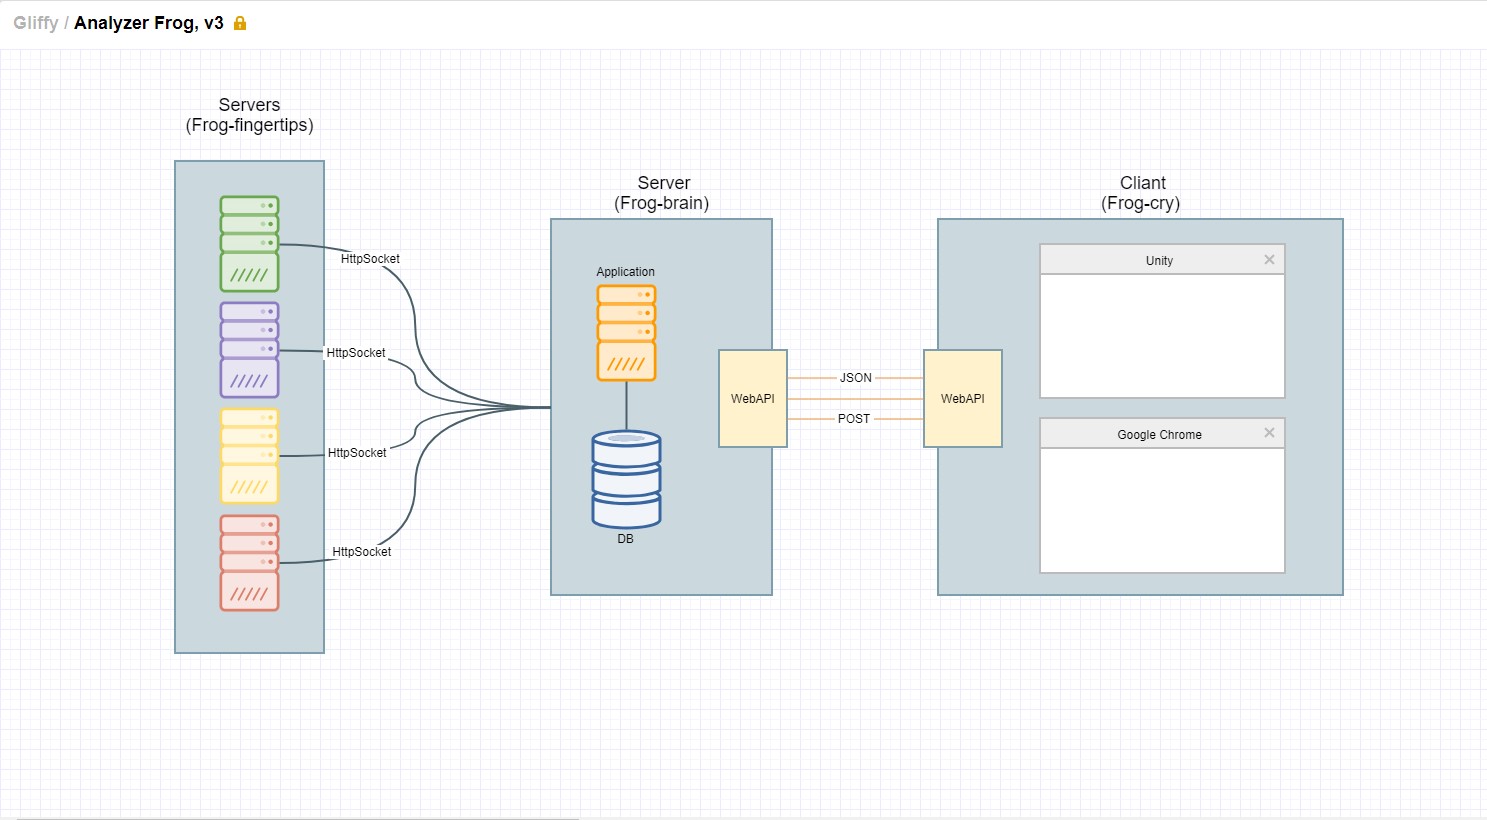 Gliffy / Analyzer Frog, v3
Servers
(Frog-fingertips)
HttpSocket
HttpSocket
HttpSocket
HttpSocket
Server
(Frog-brain)
Application
DB
WebAPI
JSON
POST
WebAPI
Cliant
(Frog-cry)
Unity
Google Chrome